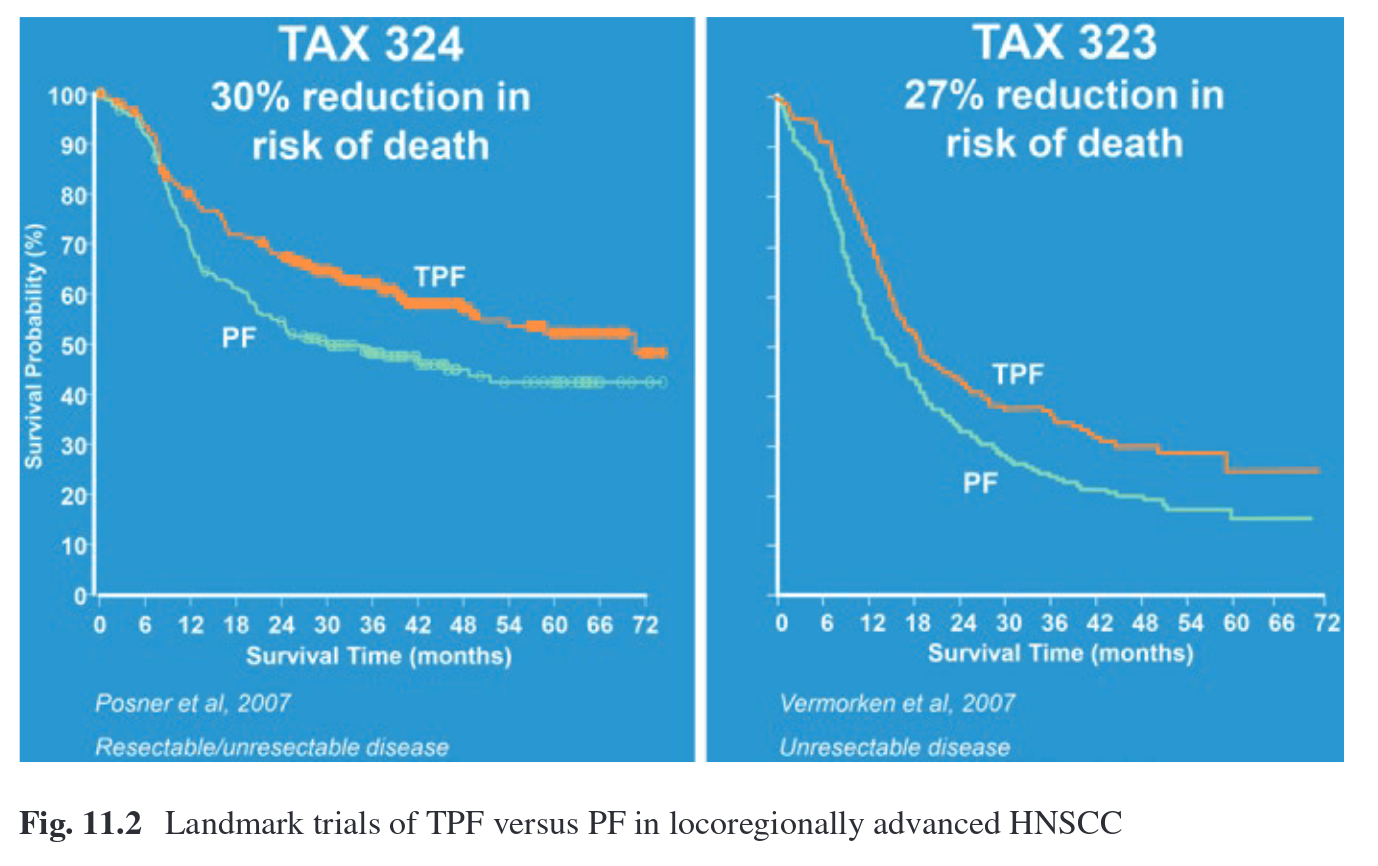 TAX 324
30% reduction in
risk of death
100
90
80
70
60
50
40
30
20
10
0
Survival Probability (%)
TPF
PF
0 6 12 18 24 30 36 42 48 54 60 66 72
Survival Time (months)
Posner et al, 2007
Resectable/unresectable disease
TAX 323
27% reduction in
risk of death
TPF
PF
0 6 12 18 24 30 36 42 48 54 60 66 72
Survival Time (months)
Vermorken et al, 2007
Unresectable disease
Fig. 11.2 Landmark trials of TPF versus PF in locoregionally advanced HNSCC